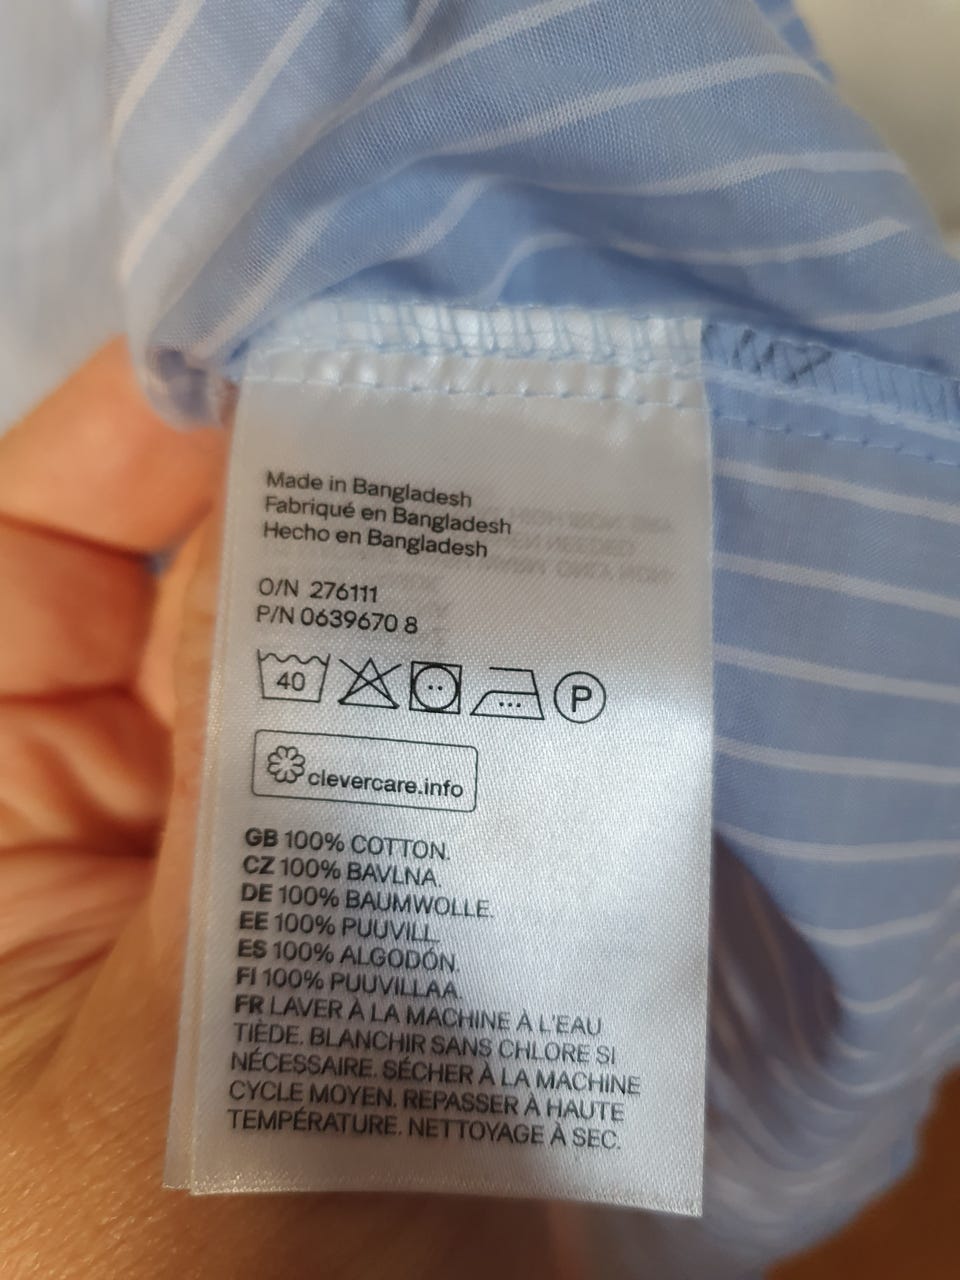 Made in Bangladesh
Fabriqué en Bangladesh
Hecho en Bangladesh
O/N 276111
P/N 0639670 8
40 P
clevercare.info
GB 100% COTTON.
CZ 100% BAVLNA.
DE 100% BAUMWOLLE.
EE 100% PUUVILL.
ES 100% ALGODÓN.
FI 100% PUUVILLAA.
FR LAVER À LA MACHINE À L'EAU
TIÈDE. BLANCHIR SANS CHLORE SI
NÉCESSAIRE. SÉCHER À LA MACHINE
CYCLE MOYEN. REPASSER À HAUTE
TEMPÉRATURE. NETTOYAGE À SEC.